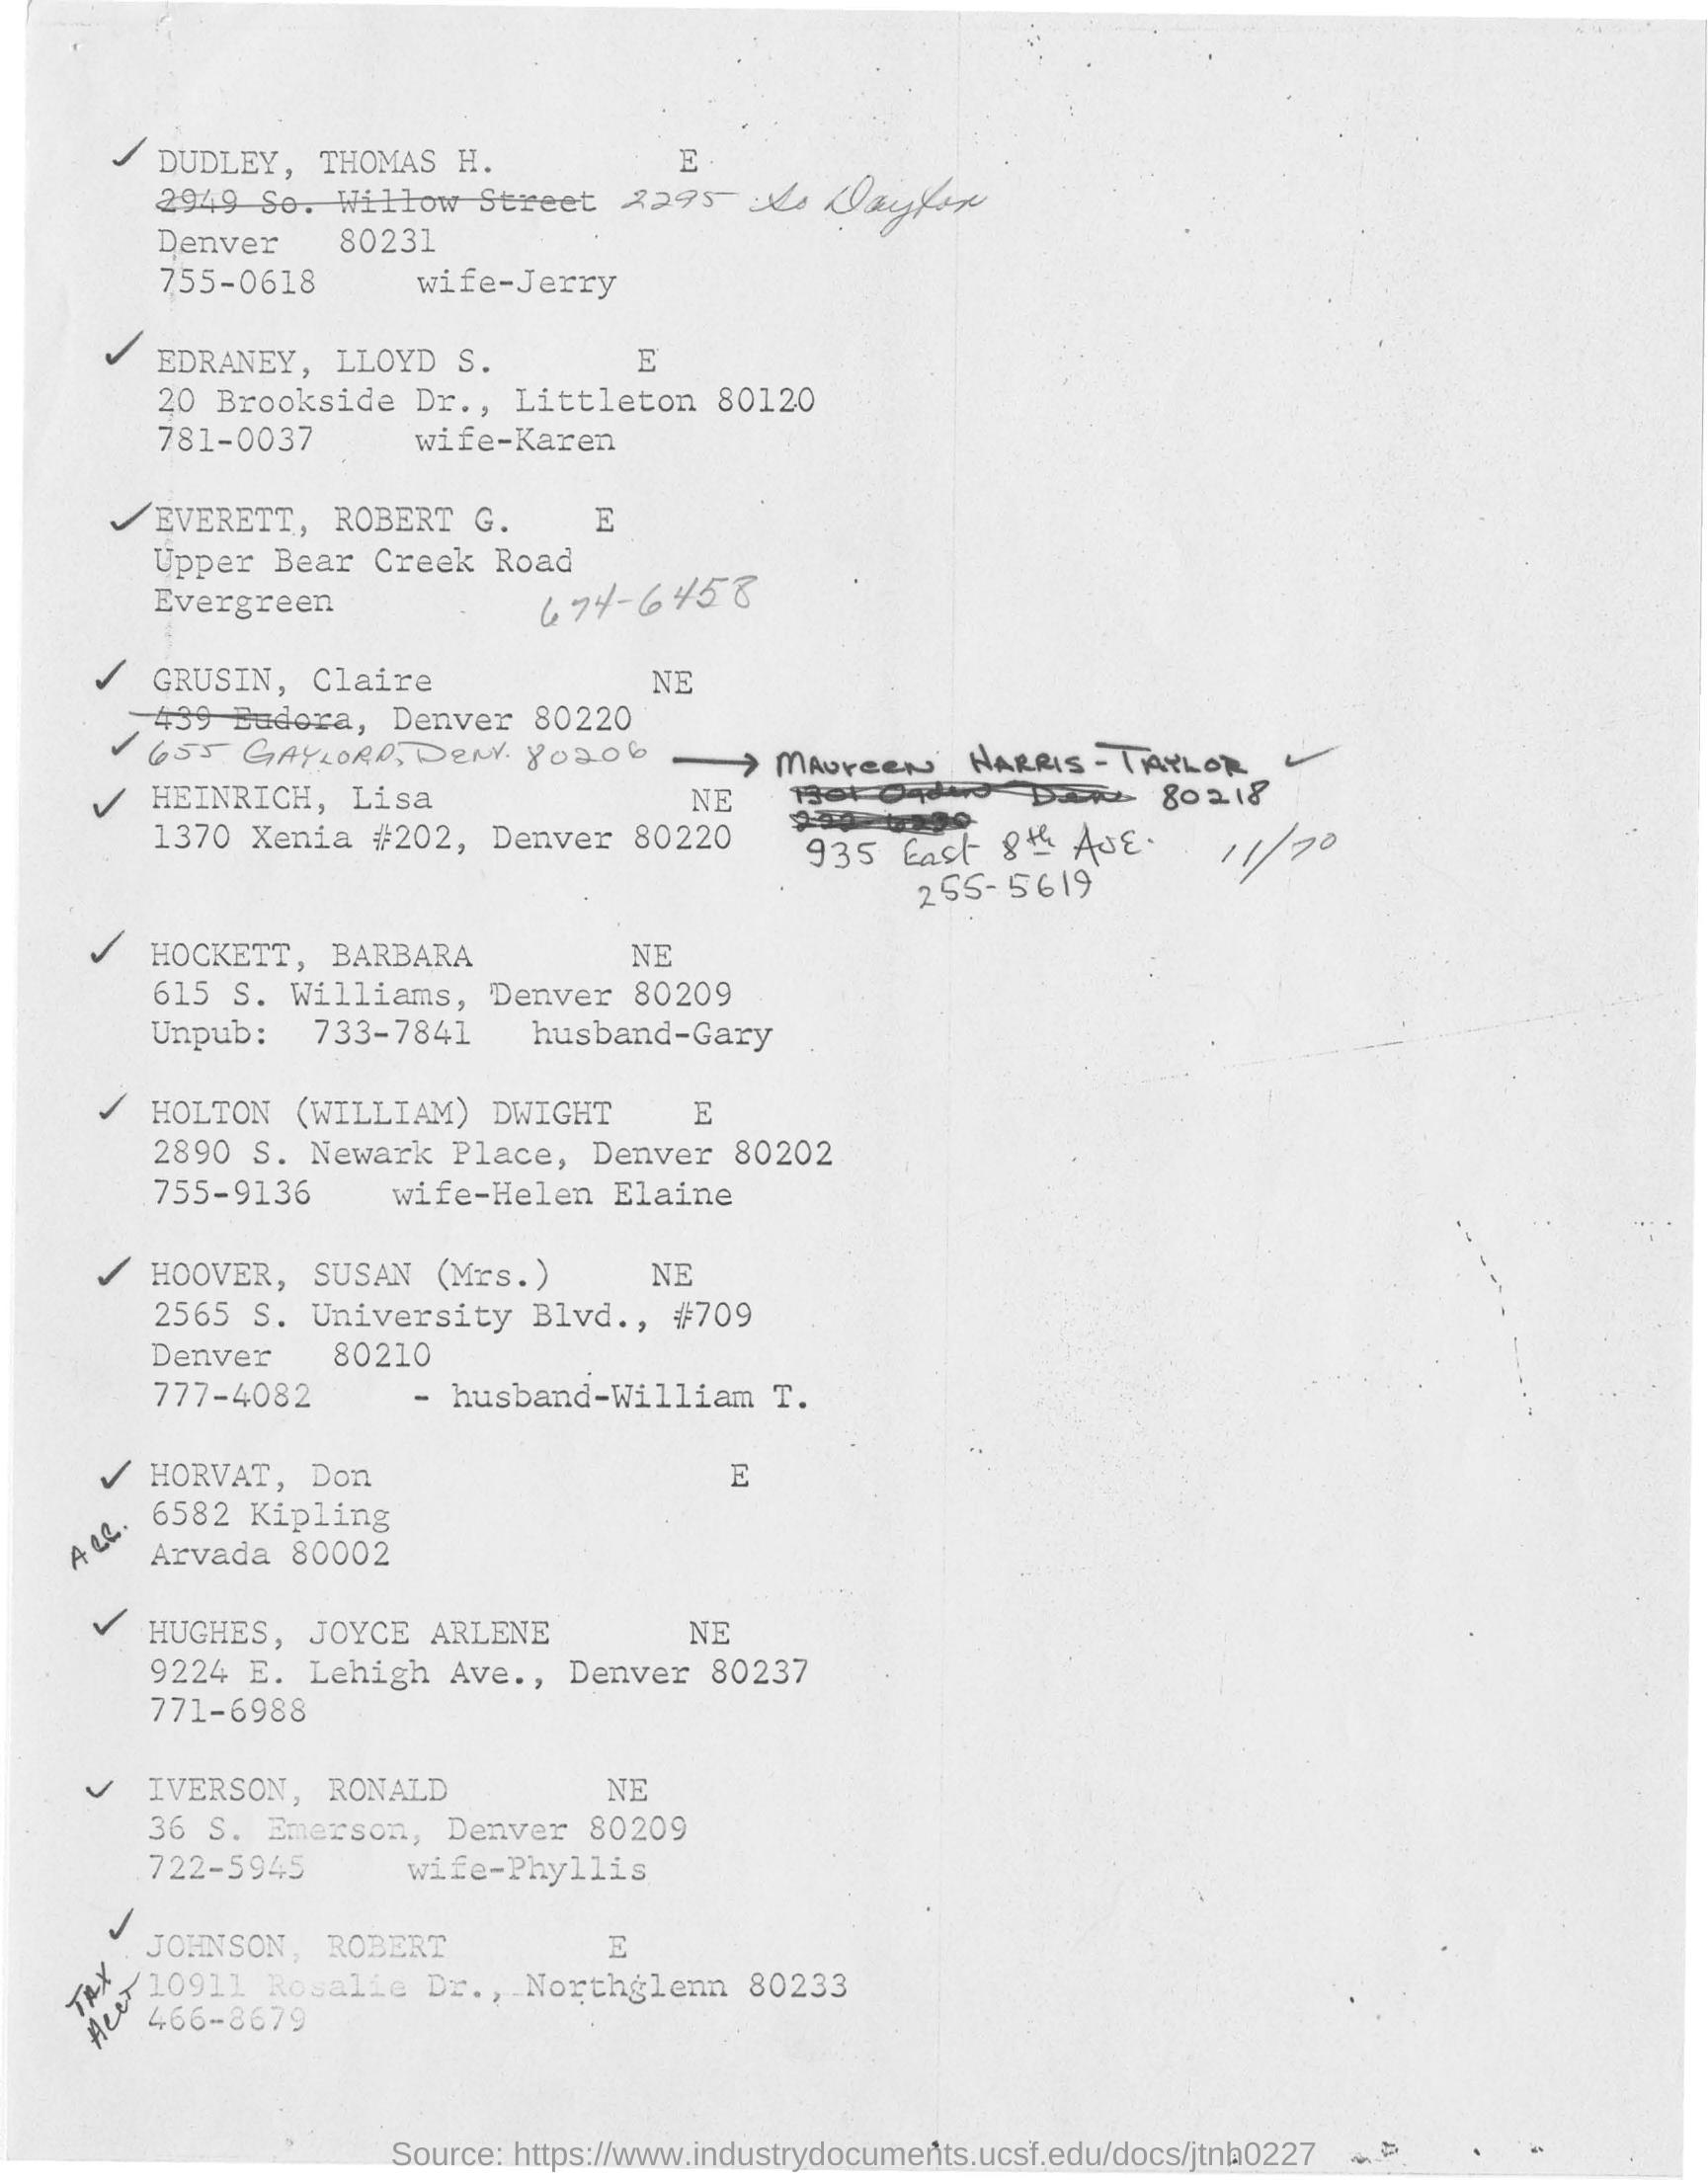 ✓ DUDLEY, THOMAS H. E
2949 So. Willow Street 2295 So Dayton
Denver 80231
755-0618 wife-Jerry
✓ EDRANEY, LLOYD S. E
20 Brookside Dr., Littleton 80120
781-0037 wife-Karen
✓ EVERETT, ROBERT G. E
Upper Bear Creek Road
Evergreen 674-6458
✓ GRUSIN, Claire NE
439 Eudora, Denver 80220
✓ 655 GAYLORD, DENV. 80206 → MAUREEN HARRIS-TAYLOR ✓
✓ HEINRICH, Lisa NE 1301 Ogden Den 80218
1370 Xenia #202, Denver 80220
935 East 8th AVE. 11/70
255-5619
✓ HOCKETT, BARBARA NE
615 S. Williams, Denver 80209
Unpub: 733-7841 husband-Gary
✓ HOLTON (WILLIAM) DWIGHT E
2890 S. Newark Place, Denver 80202
755-9136 wife-Helen Elaine
✓ HOOVER, SUSAN (Mrs.) NE
2565 S. University Blvd., #709
Denver 80210
777-4082 - husband-William T.
✓ HORVAT, Don E
6582 Kipling
Arvada 80002
✓ HUGHES, JOYCE ARLENE NE
9224 E. Lehigh Ave., Denver 80237
771-6988
✓ IVERSON, RONALD NE
36 S. Emerson, Denver 80209
722-5945 wife-Phyllis
✓ JOHNSON, ROBERT E
TAX 10911 Rosalie Dr., Northglenn 80233
Acct 466-8679
Source: https://www.industrydocuments.ucsf.edu/docs/jtnh0227